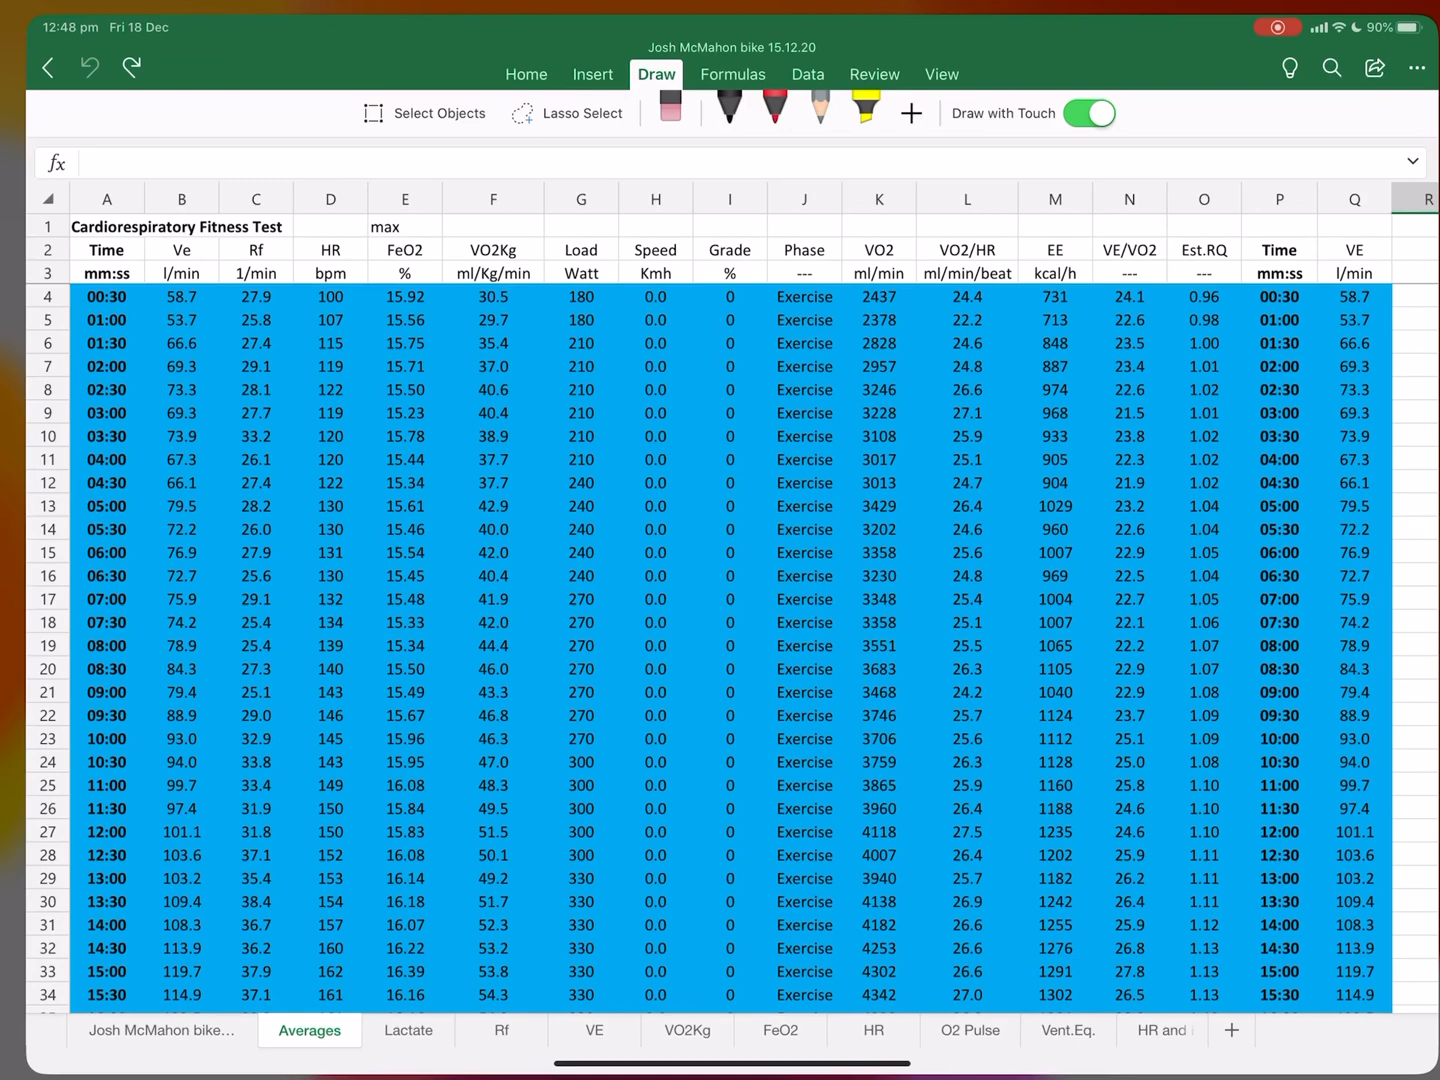 12:48 pm Fri 18 Dec 90%
Josh McMahon bike 15.12.20
Home Insert Draw Formulas Data Review View
Select Objects Lasso Select Draw with Touch
fx
A B C D E F G H I J K L M N O P Q R
1 Cardiorespiratory Fitness Test max
2 Time Ve Rf HR FeO2 VO2Kg Load Speed Grade Phase VO2 VO2/HR EE VE/VO2 Est.RQ Time VE
3 mm:ss l/min 1/min bpm % ml/Kg/min Watt Kmh % --- ml/min ml/min/beat kcal/h --- --- mm:ss l/min
4 00:30 58.7 27.9 100 15.92 30.5 180 0.0 0 Exercise 2437 24.4 731 24.1 0.96 00:30 58.7
5 01:00 53.7 25.8 107 15.56 29.7 180 0.0 0 Exercise 2378 22.2 713 22.6 0.98 01:00 53.7
6 01:30 66.6 27.4 115 15.75 35.4 210 0.0 0 Exercise 2828 24.6 848 23.5 1.00 01:30 66.6
7 02:00 69.3 29.1 119 15.71 37.0 210 0.0 0 Exercise 2957 24.8 887 23.4 1.01 02:00 69.3
8 02:30 73.3 28.1 122 15.50 40.6 210 0.0 0 Exercise 3246 26.6 974 22.6 1.02 02:30 73.3
9 03:00 69.3 27.7 119 15.23 40.4 210 0.0 0 Exercise 3228 27.1 968 21.5 1.01 03:00 69.3
10 03:30 73.9 33.2 120 15.78 38.9 210 0.0 0 Exercise 3108 25.9 933 23.8 1.02 03:30 73.9
11 04:00 67.3 26.1 120 15.44 37.7 210 0.0 0 Exercise 3017 25.1 905 22.3 1.02 04:00 67.3
12 04:30 66.1 27.4 122 15.34 37.7 240 0.0 0 Exercise 3013 24.7 904 21.9 1.02 04:30 66.1
13 05:00 79.5 28.2 130 15.61 42.9 240 0.0 0 Exercise 3429 26.4 1029 23.2 1.04 05:00 79.5
14 05:30 72.2 26.0 130 15.46 40.0 240 0.0 0 Exercise 3202 24.6 960 22.6 1.04 05:30 72.2
15 06:00 76.9 27.9 131 15.54 42.0 240 0.0 0 Exercise 3358 25.6 1007 22.9 1.05 06:00 76.9
16 06:30 72.7 25.6 130 15.45 40.4 240 0.0 0 Exercise 3230 24.8 969 22.5 1.04 06:30 72.7
17 07:00 75.9 29.1 132 15.48 41.9 270 0.0 0 Exercise 3348 25.4 1004 22.7 1.05 07:00 75.9
18 07:30 74.2 25.4 134 15.33 42.0 270 0.0 0 Exercise 3358 25.1 1007 22.1 1.06 07:30 74.2
19 08:00 78.9 25.4 139 15.34 44.4 270 0.0 0 Exercise 3551 25.5 1065 22.2 1.07 08:00 78.9
20 08:30 84.3 27.3 140 15.50 46.0 270 0.0 0 Exercise 3683 26.3 1105 22.9 1.07 08:30 84.3
21 09:00 79.4 25.1 143 15.49 43.3 270 0.0 0 Exercise 3468 24.2 1040 22.9 1.08 09:00 79.4
22 09:30 88.9 29.0 146 15.67 46.8 270 0.0 0 Exercise 3746 25.7 1124 23.7 1.09 09:30 88.9
23 10:00 93.0 32.9 145 15.96 46.3 270 0.0 0 Exercise 3706 25.6 1112 25.1 1.09 10:00 93.0
24 10:30 94.0 33.8 143 15.95 47.0 300 0.0 0 Exercise 3759 26.3 1128 25.0 1.08 10:30 94.0
25 11:00 99.7 33.4 149 16.08 48.3 300 0.0 0 Exercise 3865 25.9 1160 25.8 1.10 11:00 99.7
26 11:30 97.4 31.9 150 15.84 49.5 300 0.0 0 Exercise 3960 26.4 1188 24.6 1.10 11:30 97.4
27 12:00 101.1 31.8 150 15.83 51.5 300 0.0 0 Exercise 4118 27.5 1235 24.6 1.10 12:00 101.1
28 12:30 103.6 37.1 152 16.08 50.1 300 0.0 0 Exercise 4007 26.4 1202 25.9 1.11 12:30 103.6
29 13:00 103.2 35.4 153 16.14 49.2 330 0.0 0 Exercise 3940 25.7 1182 26.2 1.11 13:00 103.2
30 13:30 109.4 38.4 154 16.18 51.7 330 0.0 0 Exercise 4138 26.9 1242 26.4 1.11 13:30 109.4
31 14:00 108.3 36.7 157 16.07 52.3 330 0.0 0 Exercise 4182 26.6 1255 25.9 1.12 14:00 108.3
32 14:30 113.9 36.2 160 16.22 53.2 330 0.0 0 Exercise 4253 26.6 1276 26.8 1.13 14:30 113.9
33 15:00 119.7 37.9 162 16.39 53.8 330 0.0 0 Exercise 4302 26.6 1291 27.8 1.13 15:00 119.7
34 15:30 114.9 37.1 161 16.16 54.3 330 0.0 0 Exercise 4342 27.0 1302 26.5 1.13 15:30 114.9
Josh McMahon bike... Averages Lactate Rf VE VO2Kg FeO2 HR O2 Pulse Vent.Eq. HR and